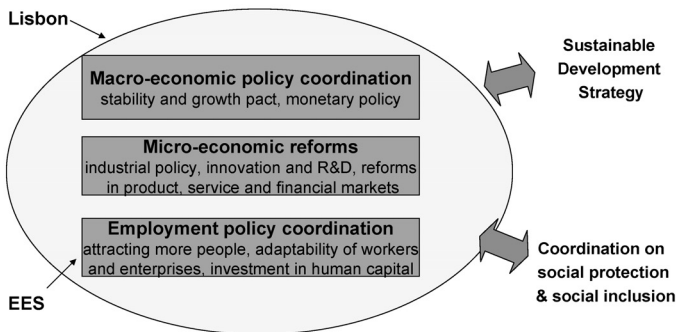 Lisbon
Macro-economic policy coordination
stability and growth pact, monetary policy
Micro-economic reforms
industrial policy, innovation and R&D, reforms
in product, service and financial markets
Employment policy coordination
attracting more people, adaptability of workers
and enterprises, investment in human capital
EES
Sustainable
Development
Strategy
Coordination on
social protection
& social inclusion